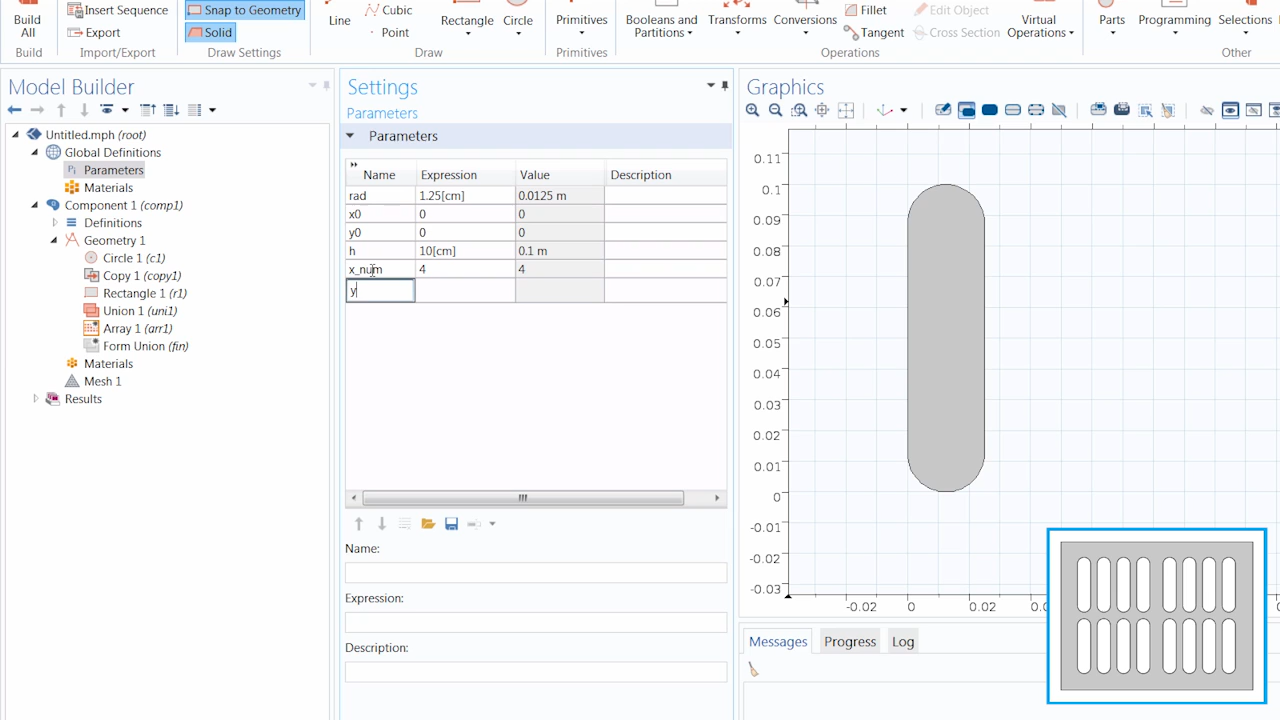 Build
All
Build
Insert Sequence
Export
Import/Export
Snap to Geometry
Solid
Draw Settings
Line
Cubic
Point
Rectangle
Circle
Draw
Primitives
Primitives
Booleans and
Partitions
Transforms
Conversions
Fillet
Tangent
Edit Object
Cross Section
Operations
Virtual
Operations
Parts
Programming
Selections
Other
Model Builder
Untitled.mph (root)
Global Definitions
Pi Parameters
Materials
Component 1 (comp1)
Definitions
Geometry 1
Circle 1 (c1)
Copy 1 (copy1)
Rectangle 1 (r1)
Union 1 (uni1)
Array 1 (arr1)
Form Union (fin)
Materials
Mesh 1
Results
Settings
Parameters
Parameters
Name Expression Value Description
rad 1.25[cm] 0.0125 m
x0 0 0
y0 0 0
h 10[cm] 0.1 m
x_num 4 4
y
Name:
Expression:
Description:
Graphics
0.11
0.1
0.09
0.08
0.07
0.06
0.05
0.04
0.03
0.02
0.01
0
-0.01
-0.02
-0.03
-0.02 0 0.02
Messages Progress Log